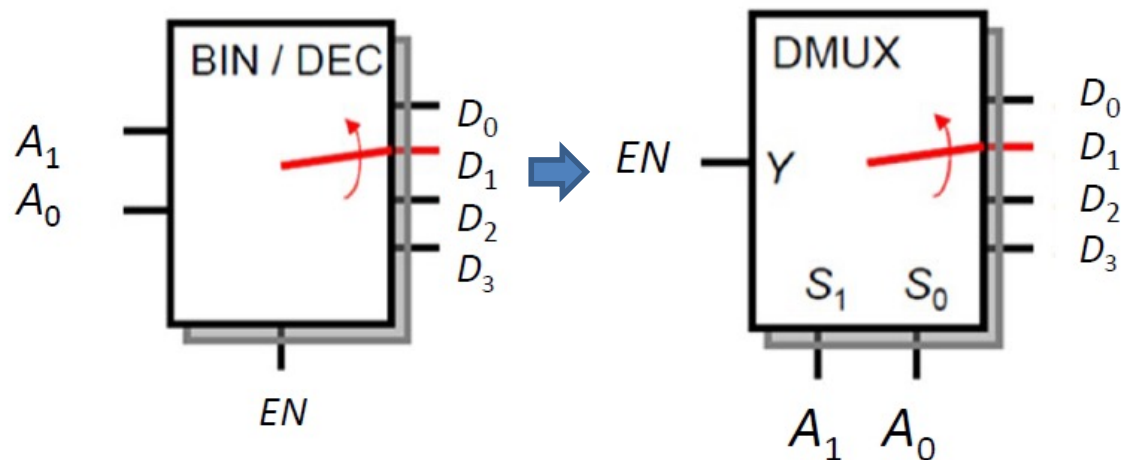 BIN / DEC
A₁
A₀
D₀
D₁
D₂
D₃
EN
DMUX
EN
Y
D₀
D₁
D₂
D₃
S₁ S₀
A₁ A₀